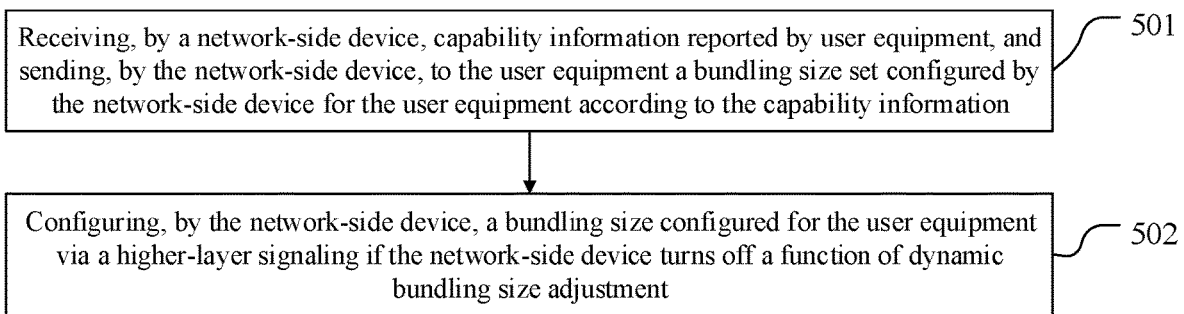 Receiving, by a network-side device, capability information reported by user equipment, and
sending, by the network-side device, to the user equipment a bundling size set configured by
the network-side device for the user equipment according to the capability information
501
Configuring, by the network-side device, a bundling size configured for the user equipment
via a higher-layer signaling if the network-side device turns off a function of dynamic
bundling size adjustment
502